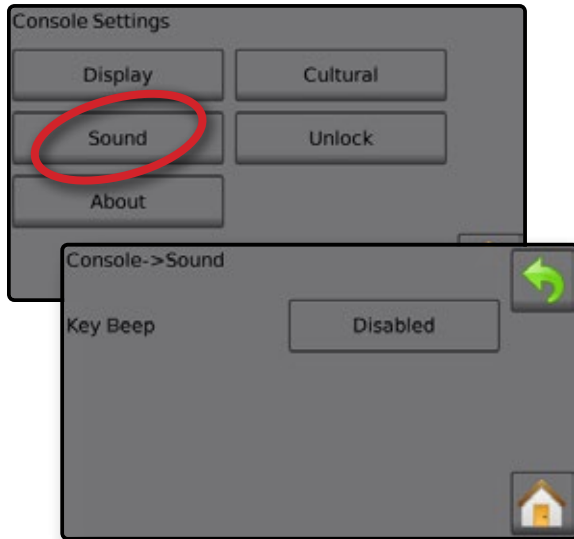 Console Settings
Display
Cultural
Sound
Unlock
About
Console->Sound
Key Beep
Disabled